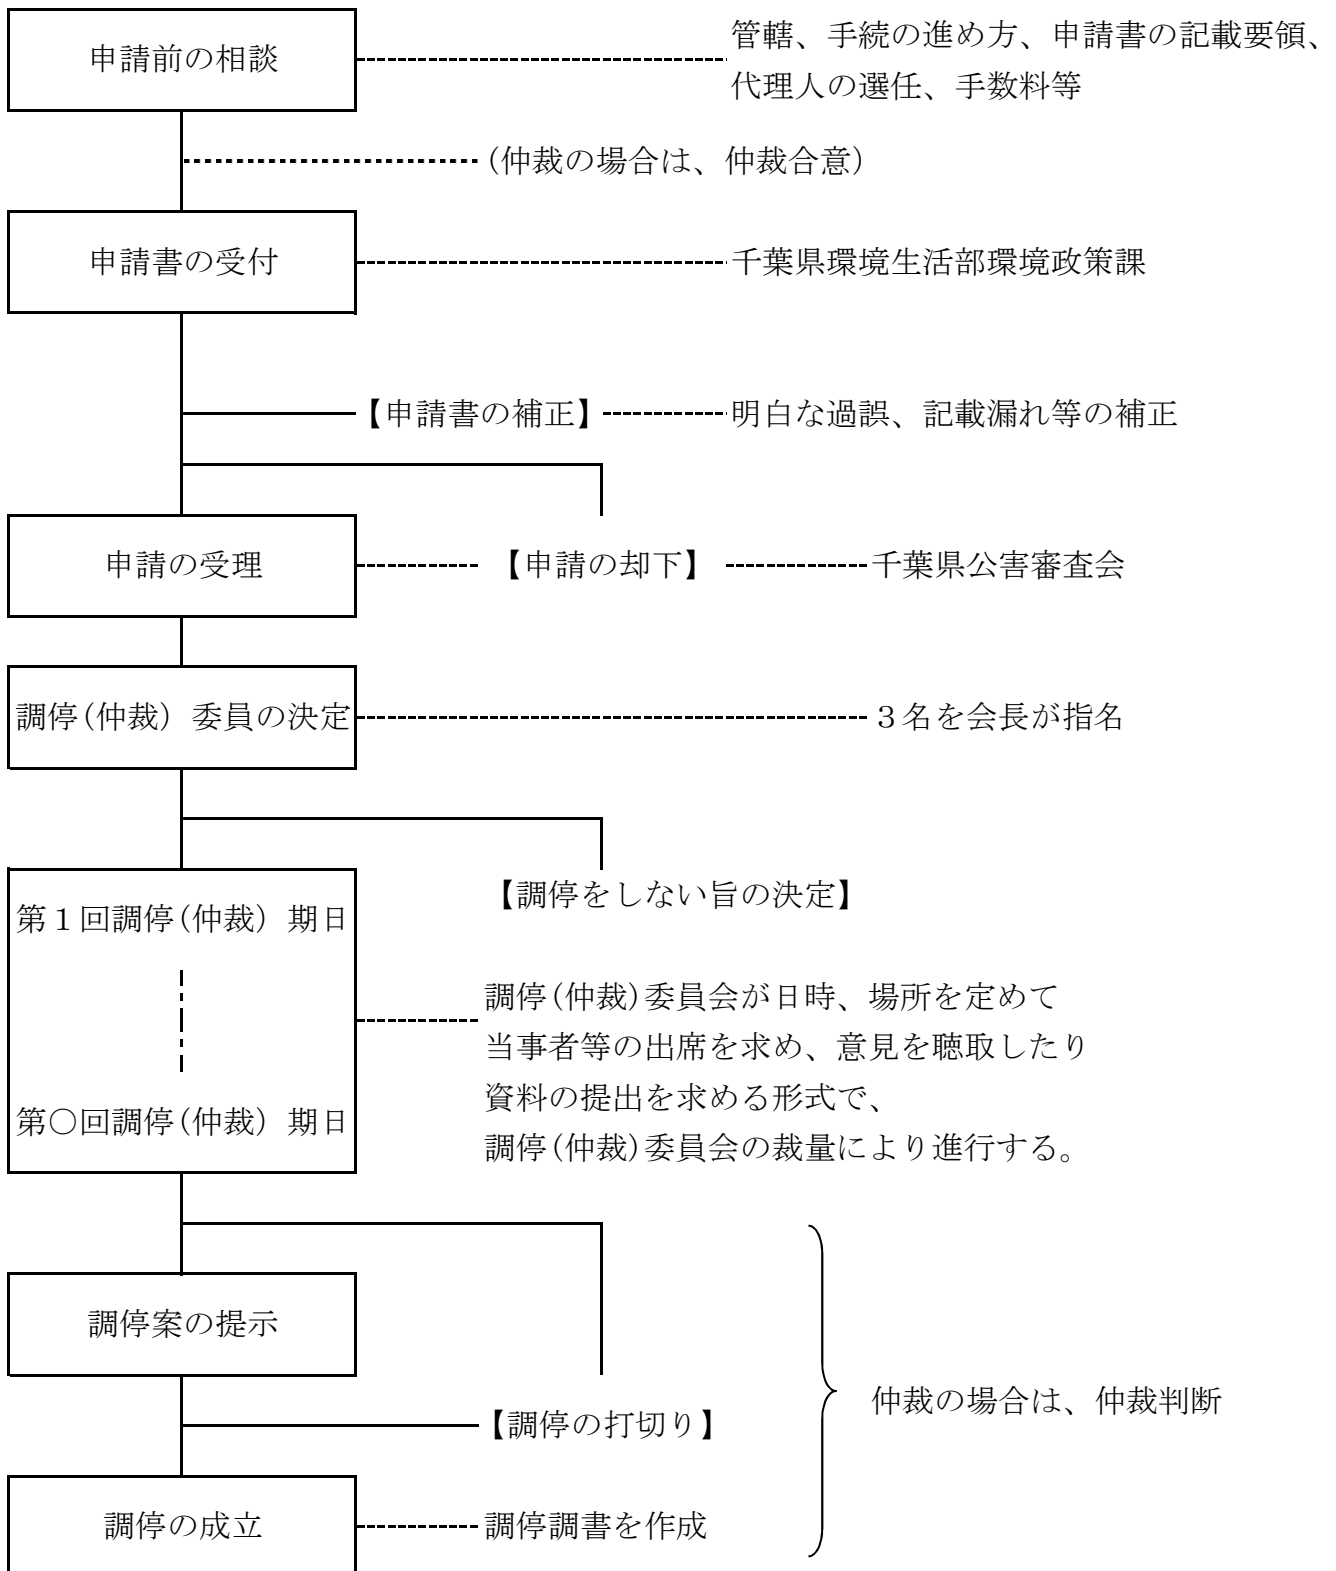 申請前の相談
管轄、手続の進め方、申請書の記載要領、
代理人の選任、手数料等
(仲裁の場合は、仲裁合意)
申請書の受付
千葉県環境生活部環境政策課
【申請書の補正】
明白な過誤、記載漏れ等の補正
申請の受理
【申請の却下】
千葉県公害審査会
調停(仲裁) 委員の決定
３名を会長が指名
【調停をしない旨の決定】
第１回調停(仲裁) 期日
第○回調停(仲裁) 期日
調停(仲裁)委員会が日時、場所を定めて
当事者等の出席を求め、意見を聴取したり
資料の提出を求める形式で、
調停(仲裁)委員会の裁量により進行する。
調停案の提示
仲裁の場合は、仲裁判断
【調停の打切り】
調停の成立
調停調書を作成